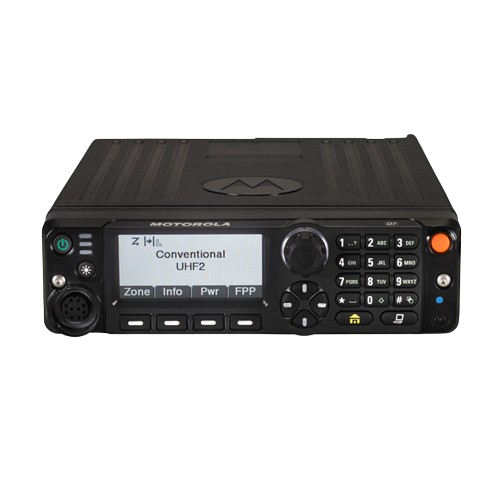 MOTOROLA
Conventional
UHF2
Zone Info Pwr FPP
1 ..? 2 ABC 3 DEF
4 GHI 5 JKL 6 MNO
7 PQRS 8 TUV 9 WXYZ
* 0 #